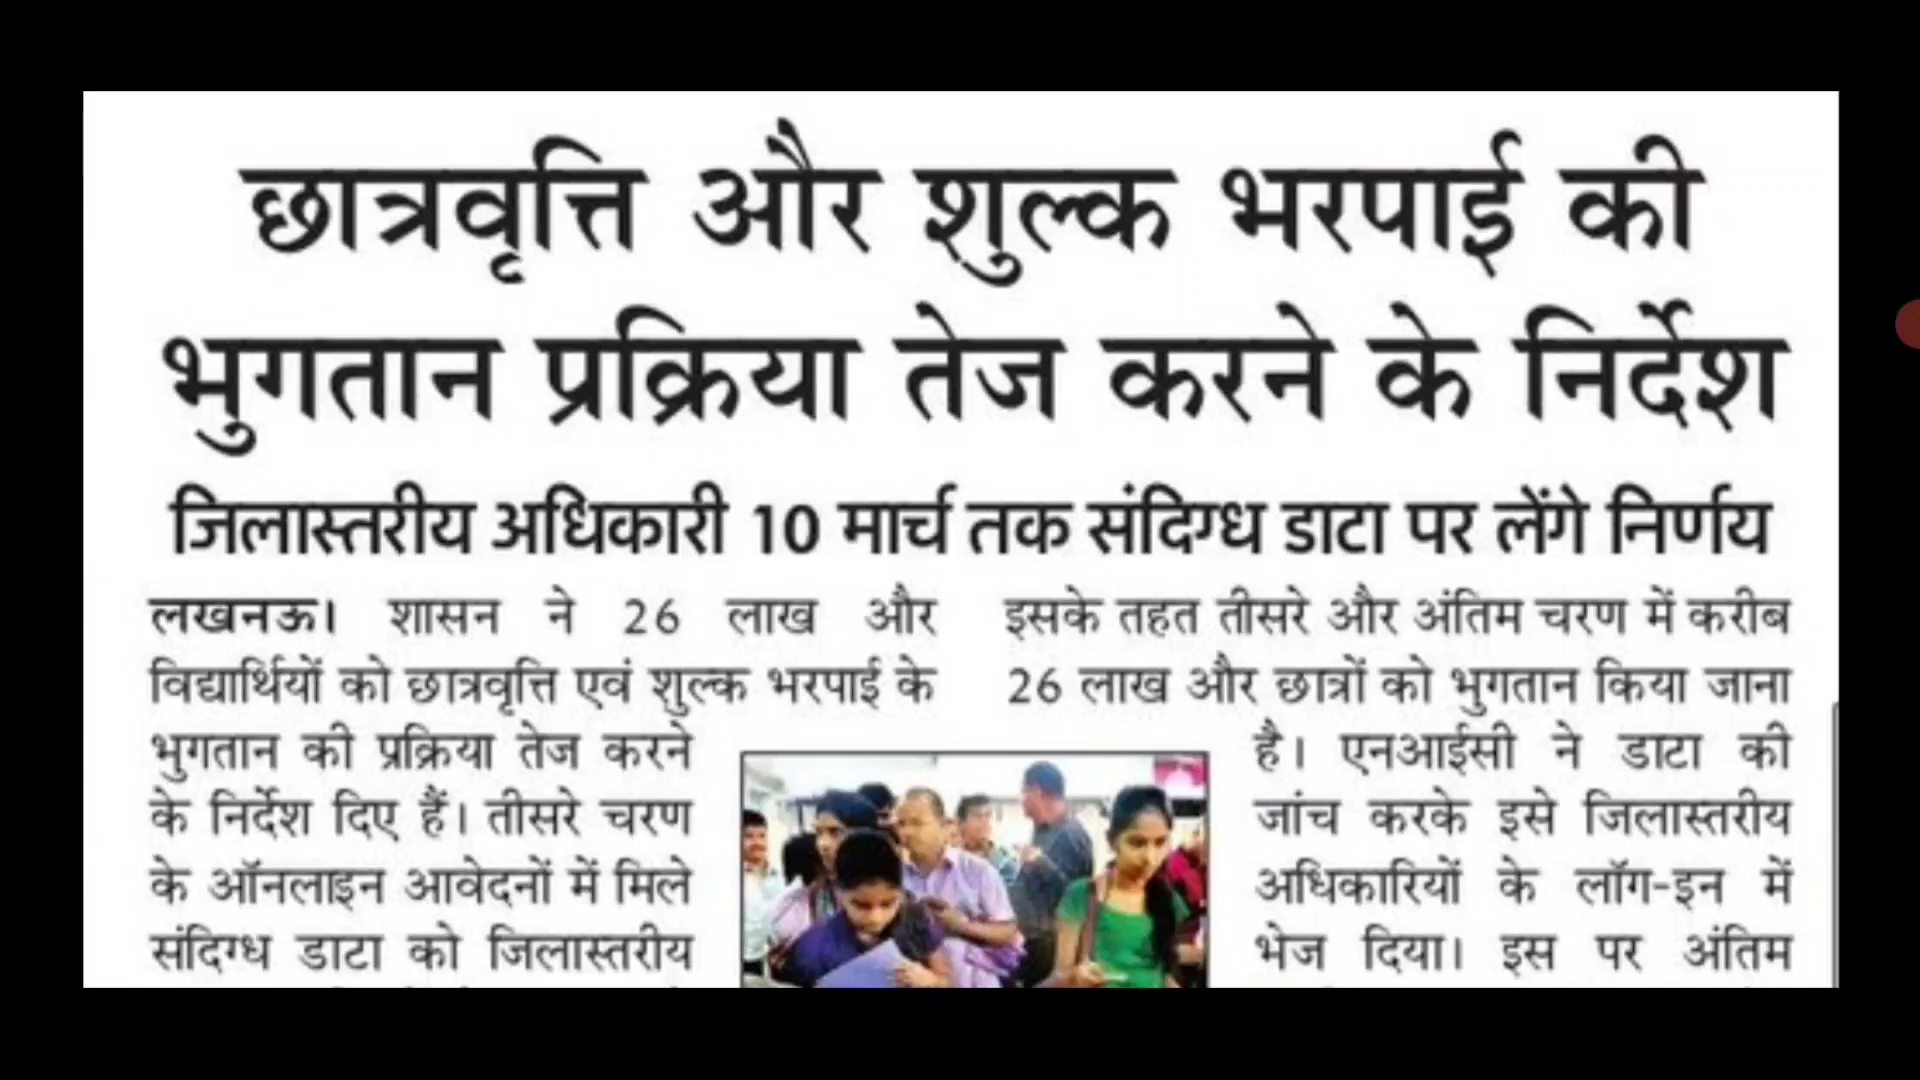 छात्रवृत्ति और शुल्क भरपाई की
भुगतान प्रक्रिया तेज करने के निर्देश
जिलास्तरीय अधिकारी 10 मार्च तक संदिग्ध डाटा पर लेंगे निर्णय
लखनऊ। शासन ने 26 लाख और
विद्यार्थियों को छात्रवृत्ति एवं शुल्क भरपाई के
भुगतान की प्रक्रिया तेज करने
के निर्देश दिए हैं। तीसरे चरण
के ऑनलाइन आवेदनों में मिले
संदिग्ध डाटा को जिलास्तरीय
इसके तहत तीसरे और अंतिम चरण में करीब
26 लाख और छात्रों को भुगतान किया जाना
है। एनआईसी ने डाटा की
जांच करके इसे जिलास्तरीय
अधिकारियों के लॉग-इन में
भेज दिया। इस पर अंतिम